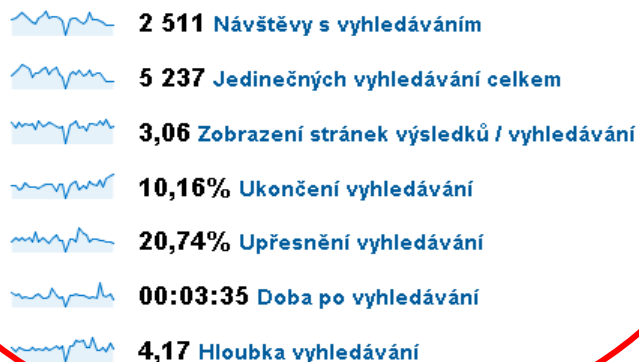 2 511 Návštěvy s vyhledáváním
5 237 Jedinečných vyhledávání celkem
3,06 Zobrazení stránek výsledků / vyhledávání
10,16% Ukončení vyhledávání
20,74% Upřesnění vyhledávání
00:03:35 Doba po vyhledávání
4,17 Hloubka vyhledávání